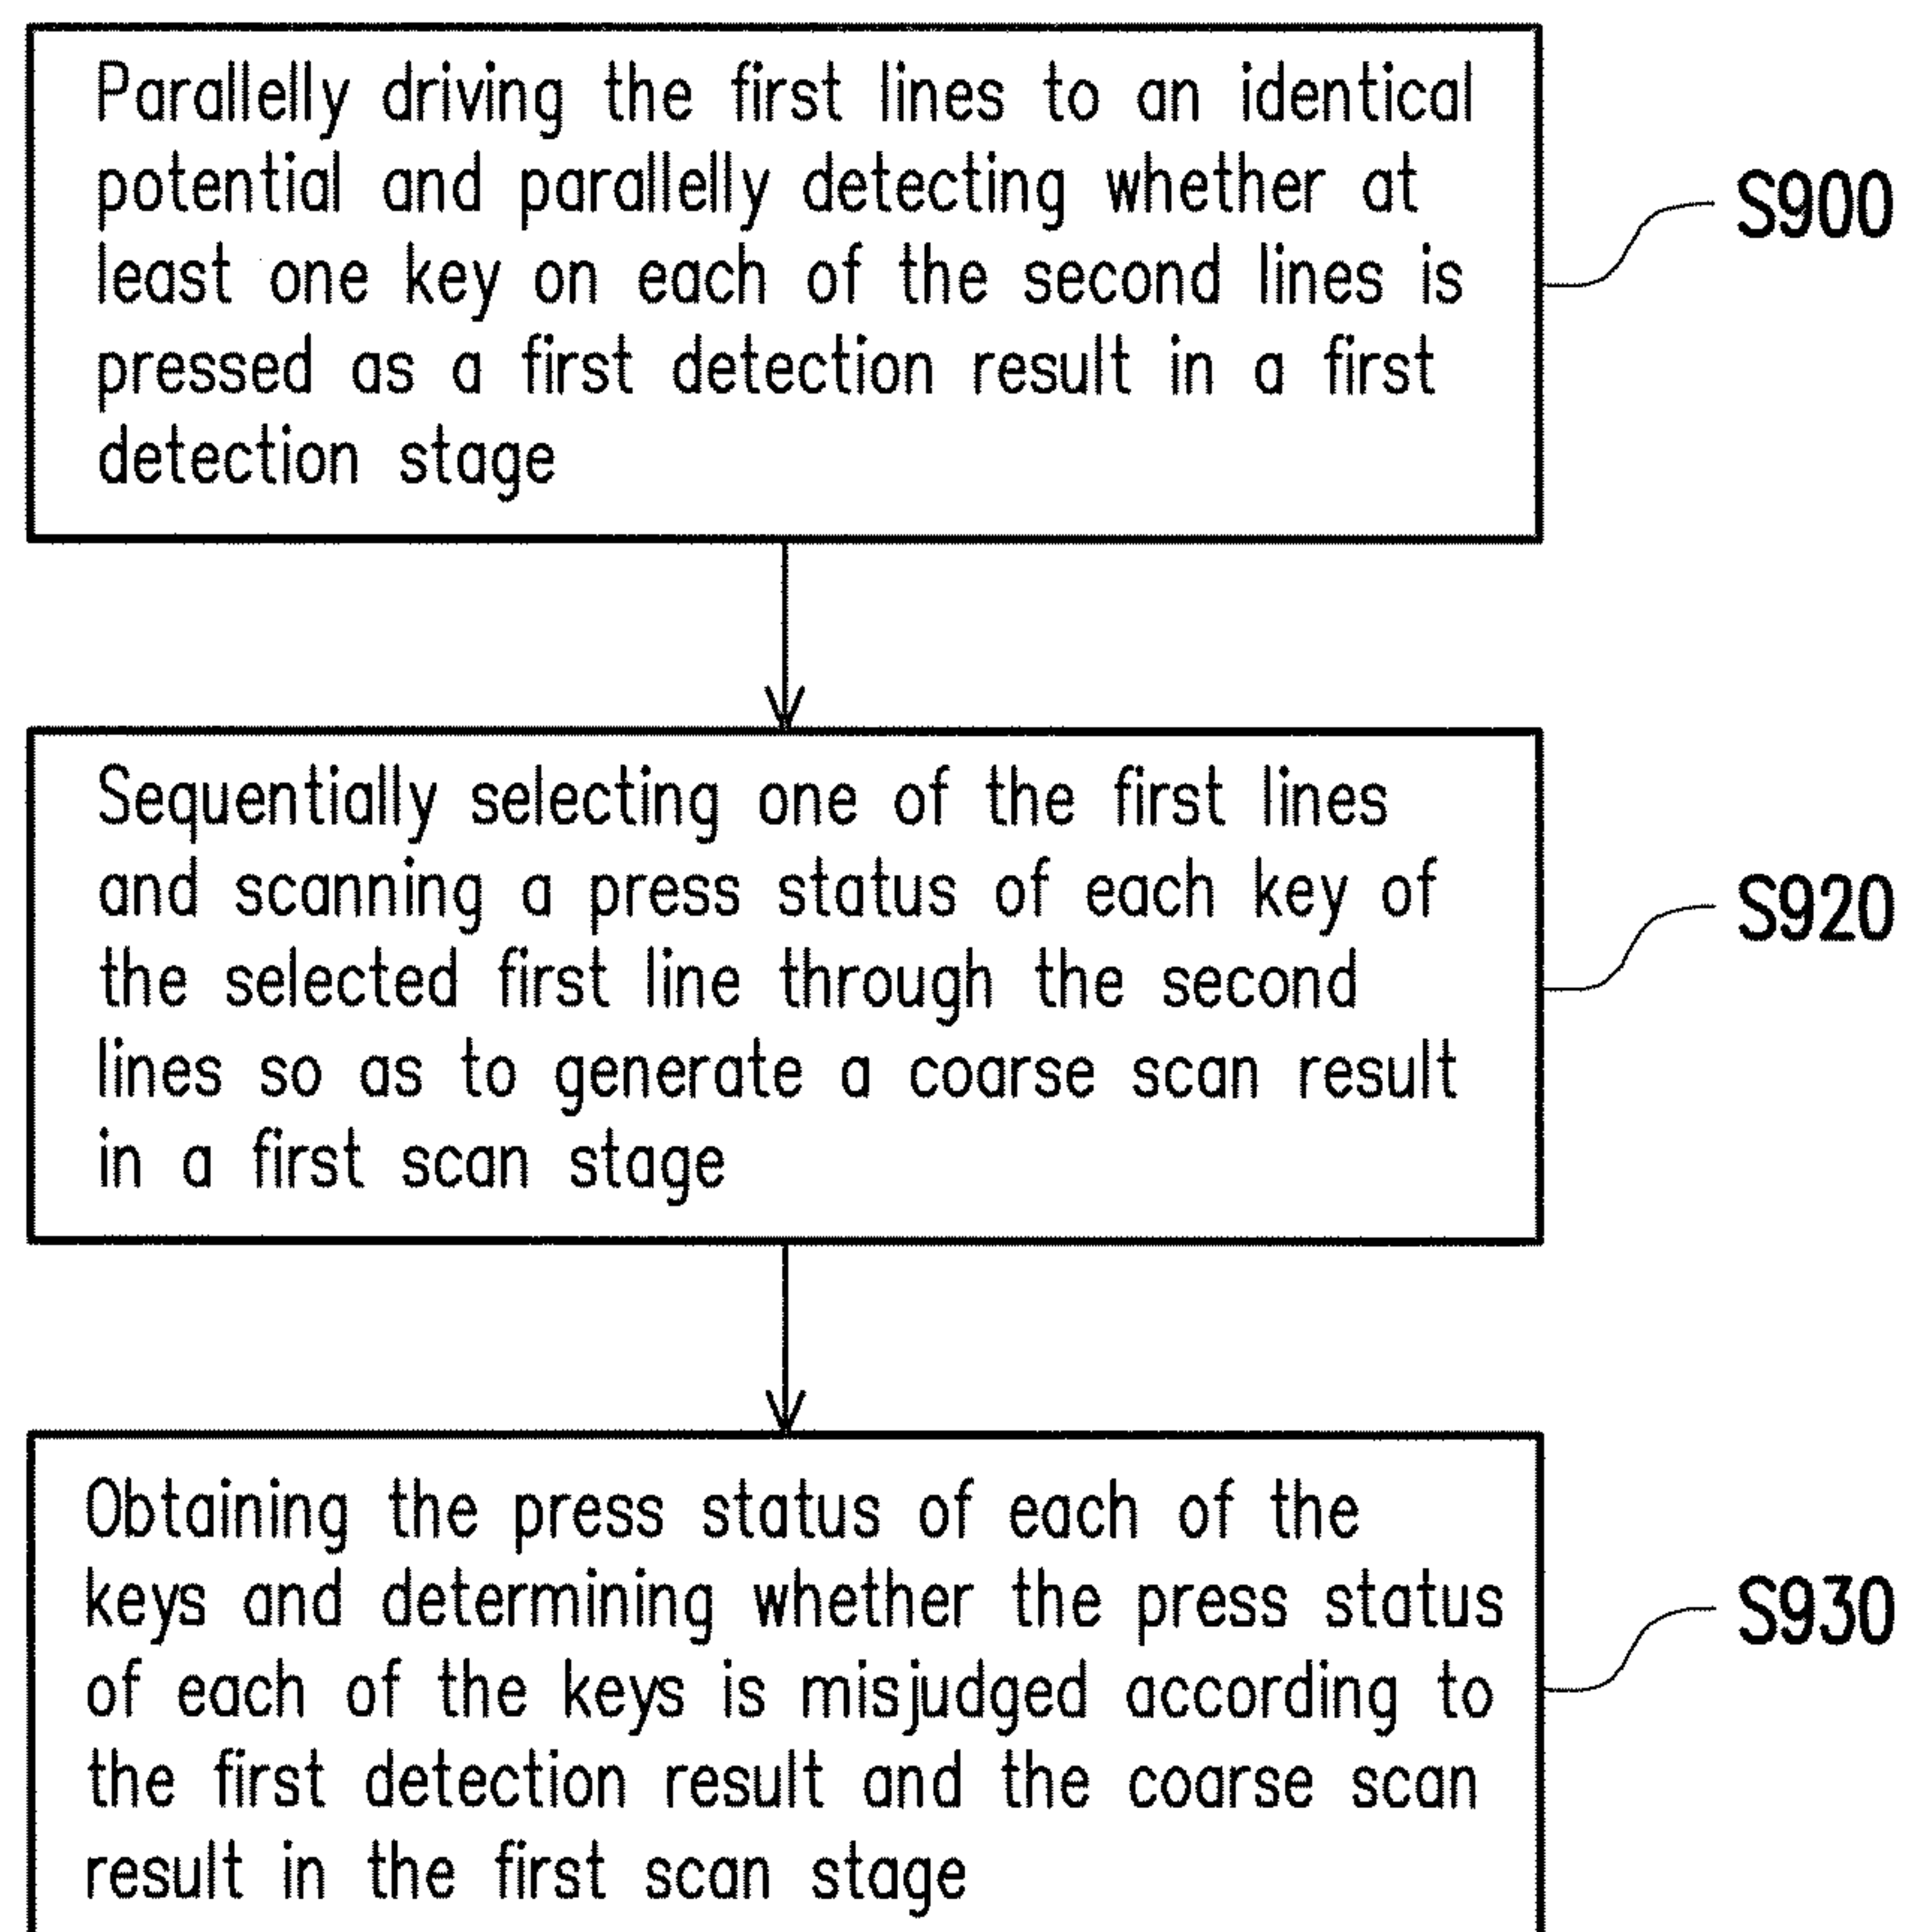 Parallelly driving the first lines to an identical
potential and parallelly detecting whether at
least one key on each of the second lines is
pressed as a first detection result in a first
detection stage
S900
Sequentially selecting one of the first lines
and scanning a press status of each key of
the selected first line through the second
lines so as to generate a coarse scan result
in a first scan stage
S920
Obtaining the press status of each of the
keys and determining whether the press status
of each of the keys is misjudged according to
the first detection result and the coarse scan
result in the first scan stage
S930